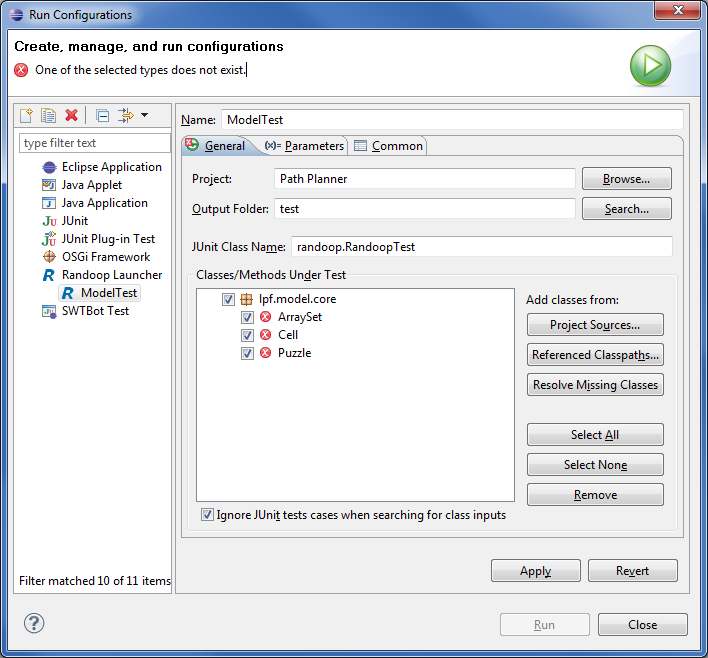 Run Configurations
Create, manage, and run configurations
One of the selected types does not exist.
type filter text
Eclipse Application
Java Applet
Java Application
JUnit
JUnit Plug-in Test
OSGi Framework
Randoop Launcher
ModelTest
SWTBot Test
Filter matched 10 of 11 items
Name: ModelTest
General (x)= Parameters Common
Project: Path Planner Browse...
Output Folder: test Search...
JUnit Class Name: randoop.RandoopTest
Classes/Methods Under Test
lpf.model.core
ArraySet
Cell
Puzzle
Add classes from:
Project Sources...
Referenced Classpaths...
Resolve Missing Classes
Select All
Select None
Remove
Ignore JUnit tests cases when searching for class inputs
Apply Revert
? Run Close